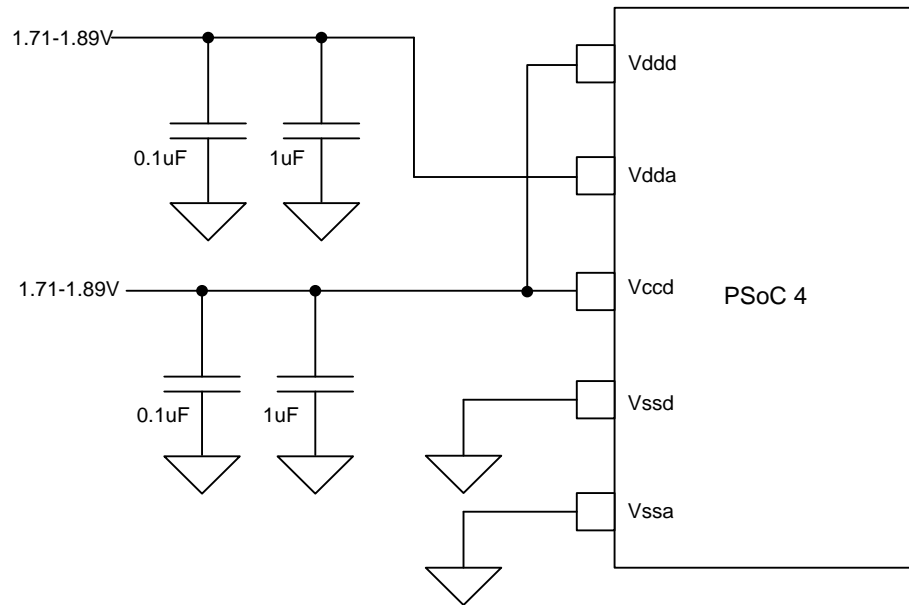 1.71-1.89V
Vddd
0.1uF
1uF
Vdda
1.71-1.89V
Vccd
PSoC 4
0.1uF
1uF
Vssd
Vssa